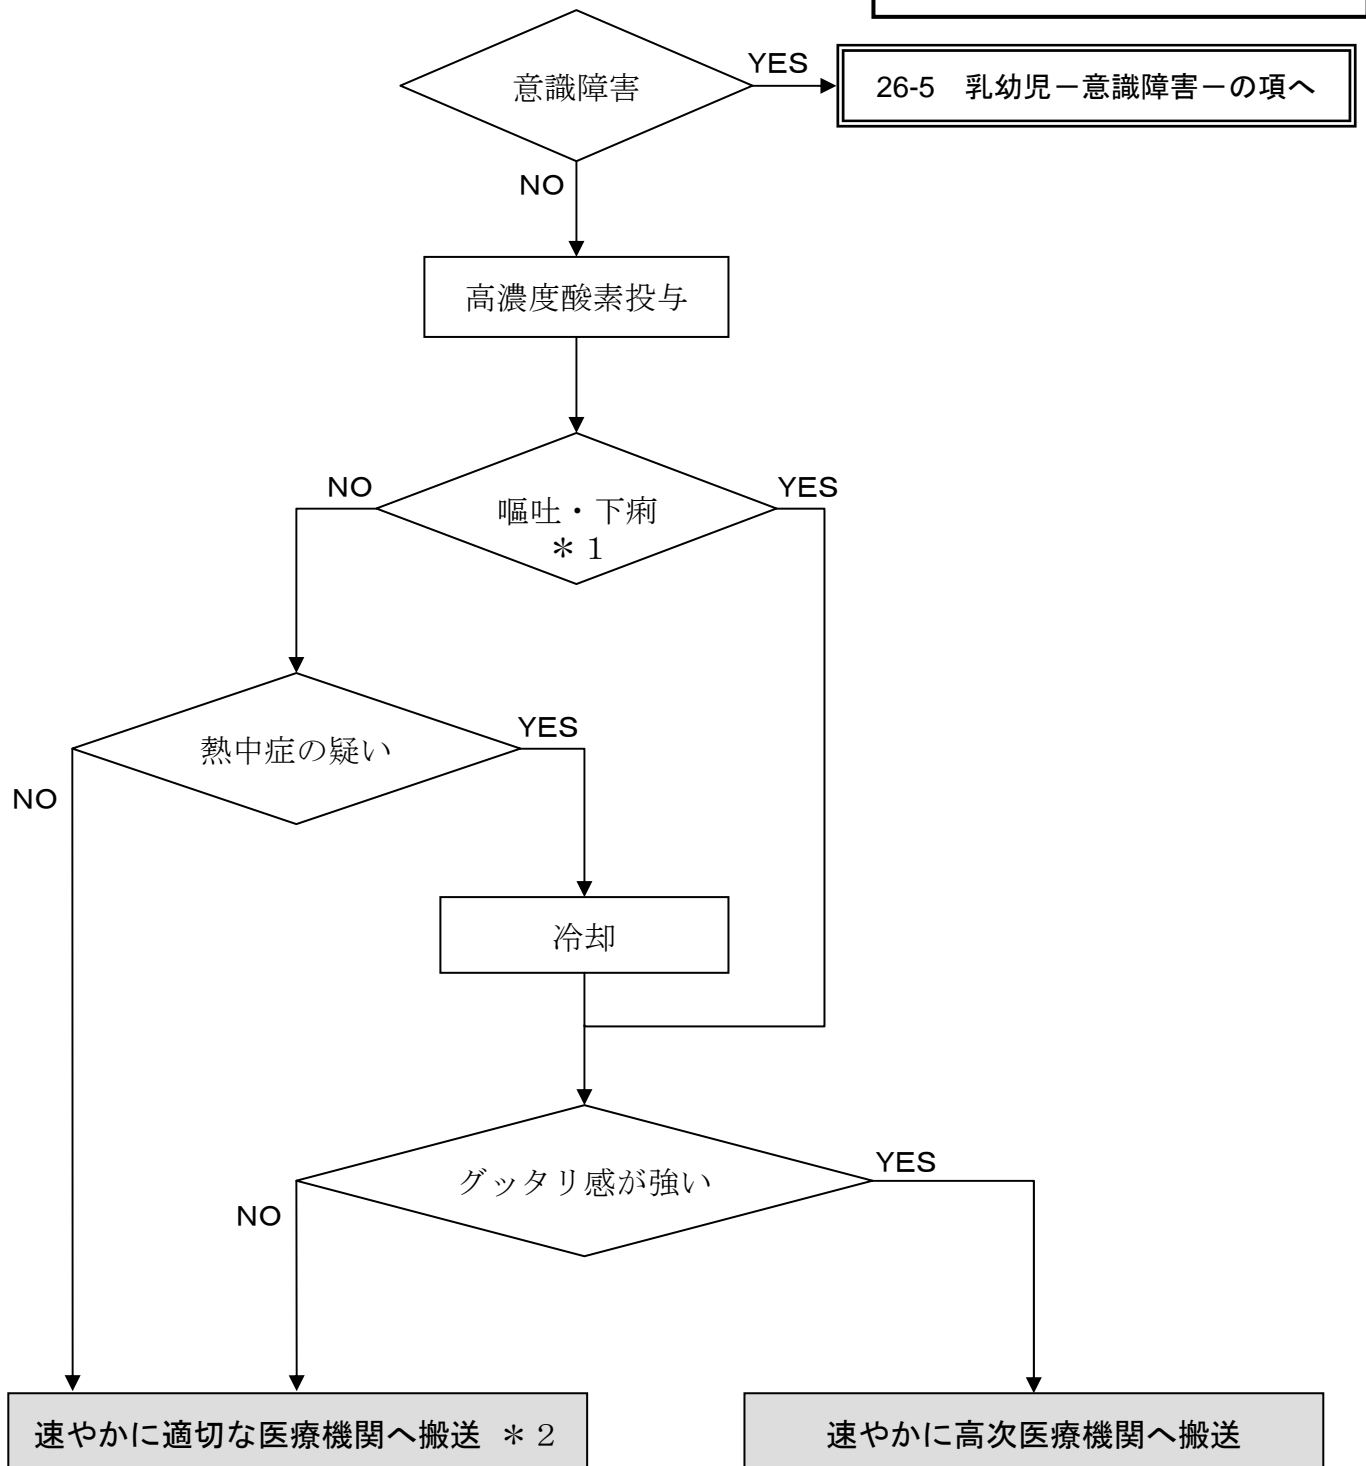 意識障害
YES
26-5 乳幼児－意識障害－の項へ
NO
高濃度酸素投与
NO
YES
嘔吐・下痢
＊１
熱中症の疑い
YES
NO
冷却
グッタリ感が強い
YES
NO
速やかに適切な医療機関へ搬送 ＊２
速やかに高次医療機関へ搬送